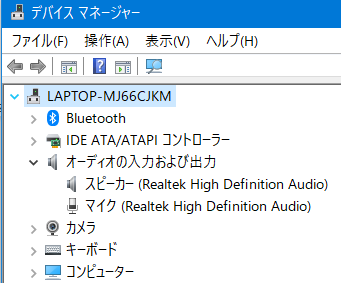 デバイス マネージャー
ファイル(F) 操作(A) 表示(V) ヘルプ(H)
LAPTOP-MJ66CJKM
Bluetooth
IDE ATA/ATAPI コントローラー
オーディオの入力および出力
スピーカー (Realtek High Definition Audio)
マイク (Realtek High Definition Audio)
カメラ
キーボード
コンピューター